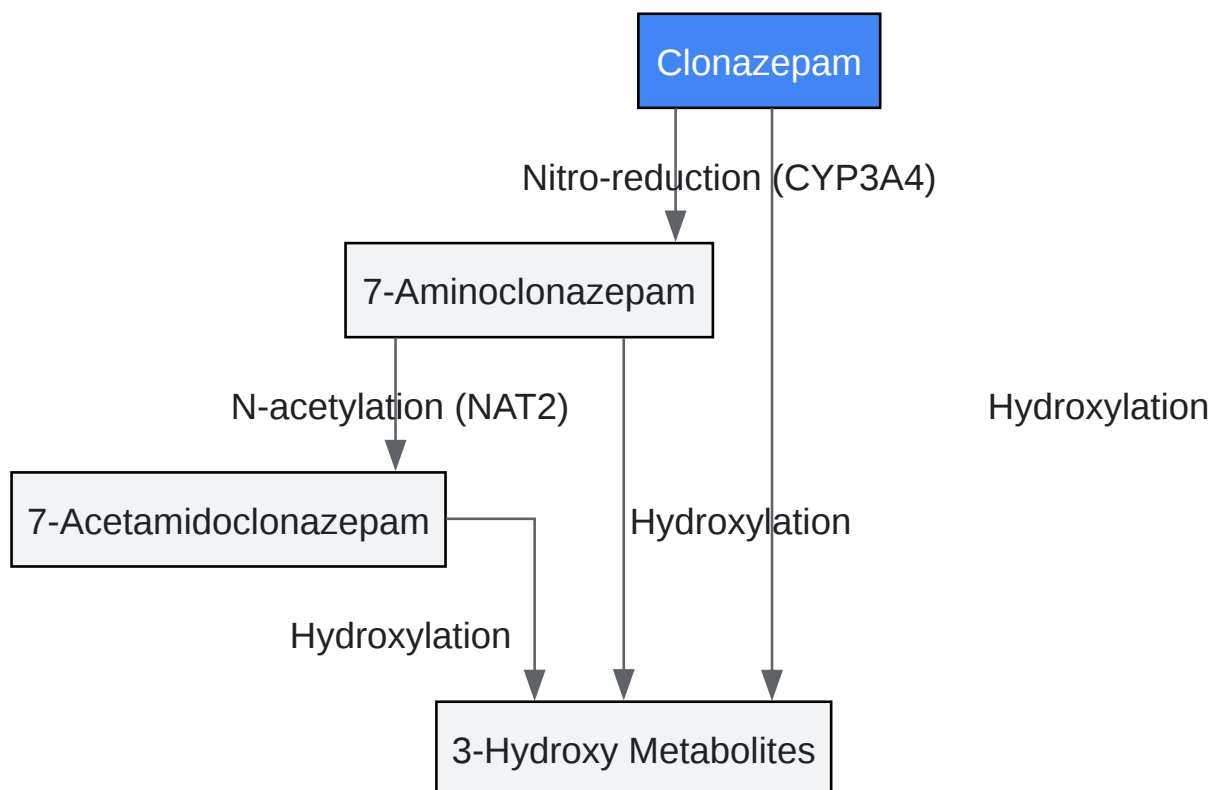 Clonazepam
Nitro-reduction (CYP3A4)
7-Aminoclonazepam
N-acetylation (NAT2)
Hydroxylation
7-Acetamidoclonazepam
Hydroxylation
Hydroxylation
3-Hydroxy Metabolites